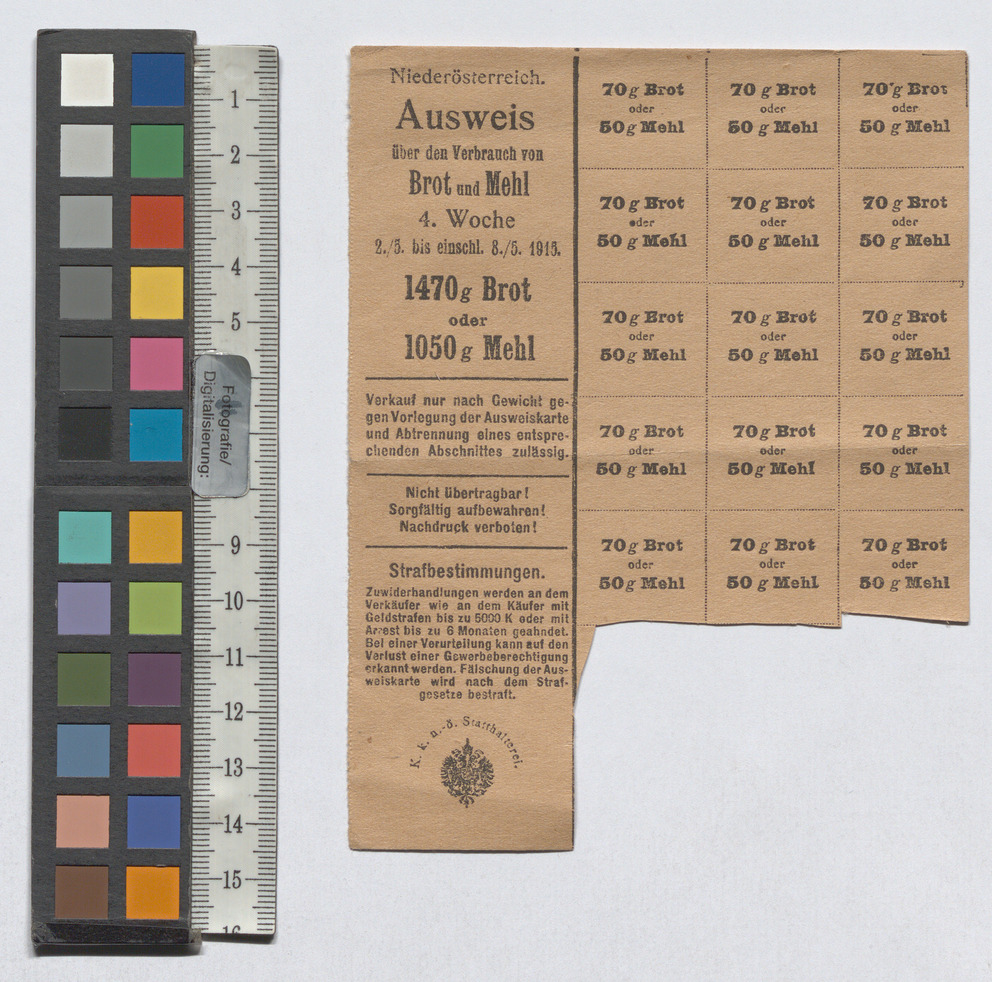 1
2
3
4
5
Fotografie/
Digitalisierung:
9
10
11
12
13
14
15
16
Niederösterreich.
Ausweis
über den Verbrauch von
Brot und Mehl
4. Woche
2./5. bis einschl. 8./5. 1915.
1470 g Brot
oder
1050 g Mehl
Verkauf nur nach Gewicht ge-
gen Vorlegung der Ausweiskarte
und Abtrennung eines entspre-
chenden Abschnittes zulässig.
Nicht übertragbar!
Sorgfältig aufbewahren!
Nachdruck verboten!
Strafbestimmungen.
Zuwiderhandlungen werden an dem
Verkäufer wie an dem Käufer mit
Geldstrafen bis zu 5000 K oder mit
Arrest bis zu 6 Monaten geahndet.
Bei einer Verurteilung kann auf den
Verlust einer Gewerbeberechtigung
erkannt werden. Fälschung der Aus-
weiskarte wird nach dem Straf-
gesetze bestraft.
K. k. n.-ö. Statthalterei.
70 g Brot
oder
50 g Mehl
70 g Brot
oder
50 g Mehl
70 g Brot
oder
50 g Mehl
70 g Brot
oder
50 g Mehl
70 g Brot
oder
50 g Mehl
70 g Brot
oder
50 g Mehl
70 g Brot
oder
50 g Mehl
70 g Brot
oder
50 g Mehl
70 g Brot
oder
50 g Mehl
70 g Brot
oder
50 g Mehl
70 g Brot
oder
50 g Mehl
70 g Brot
oder
50 g Mehl
70 g Brot
oder
50 g Mehl
70 g Brot
oder
50 g Mehl
70 g Brot
oder
50 g Mehl